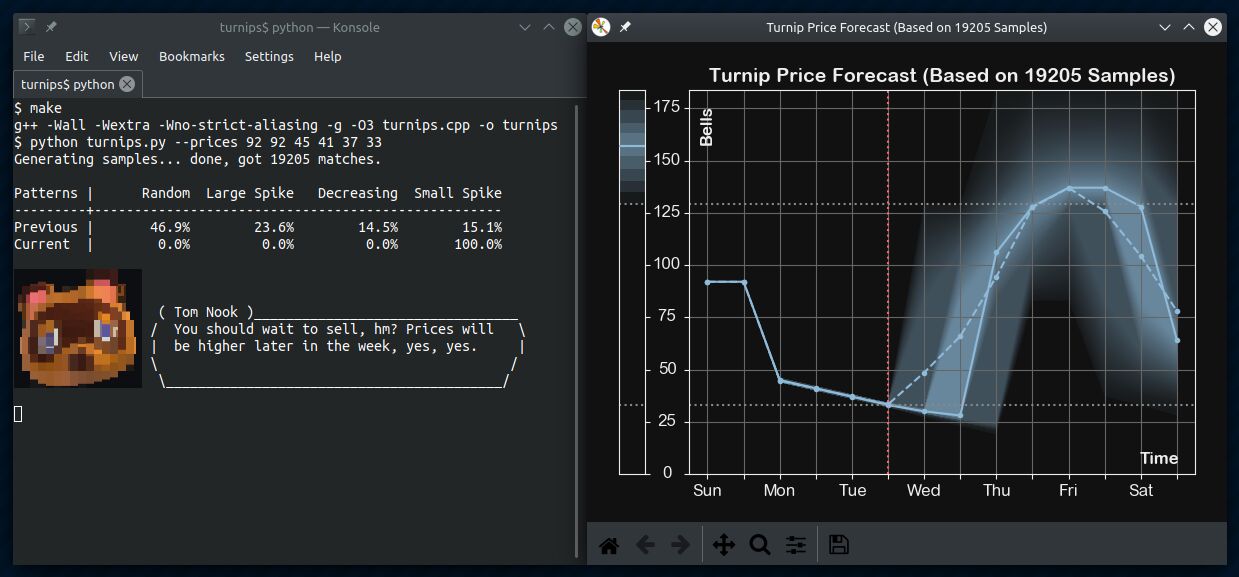 turnips$ python — Konsole
File Edit View Bookmarks Settings Help
turnips$ python
$ make
g++ -Wall -Wextra -Wno-strict-aliasing -g -O3 turnips.cpp -o turnips
$ python turnips.py --prices 92 92 45 41 37 33
Generating samples... done, got 19205 matches.
Patterns |      Random  Large Spike   Decreasing  Small Spike
---------+---------------------------------------------------
Previous |       46.9%        23.6%        14.5%        15.1%
Current  |        0.0%         0.0%         0.0%       100.0%
( Tom Nook )_________________________________
/  You should wait to sell, hm? Prices will   \
|  be higher later in the week, yes, yes.     |
\                                            /
\__________________________________________/
Turnip Price Forecast (Based on 19205 Samples)
Turnip Price Forecast (Based on 19205 Samples)
Bells
175
150
125
100
75
50
25
0
Time
Sun Mon Tue Wed Thu Fri Sat